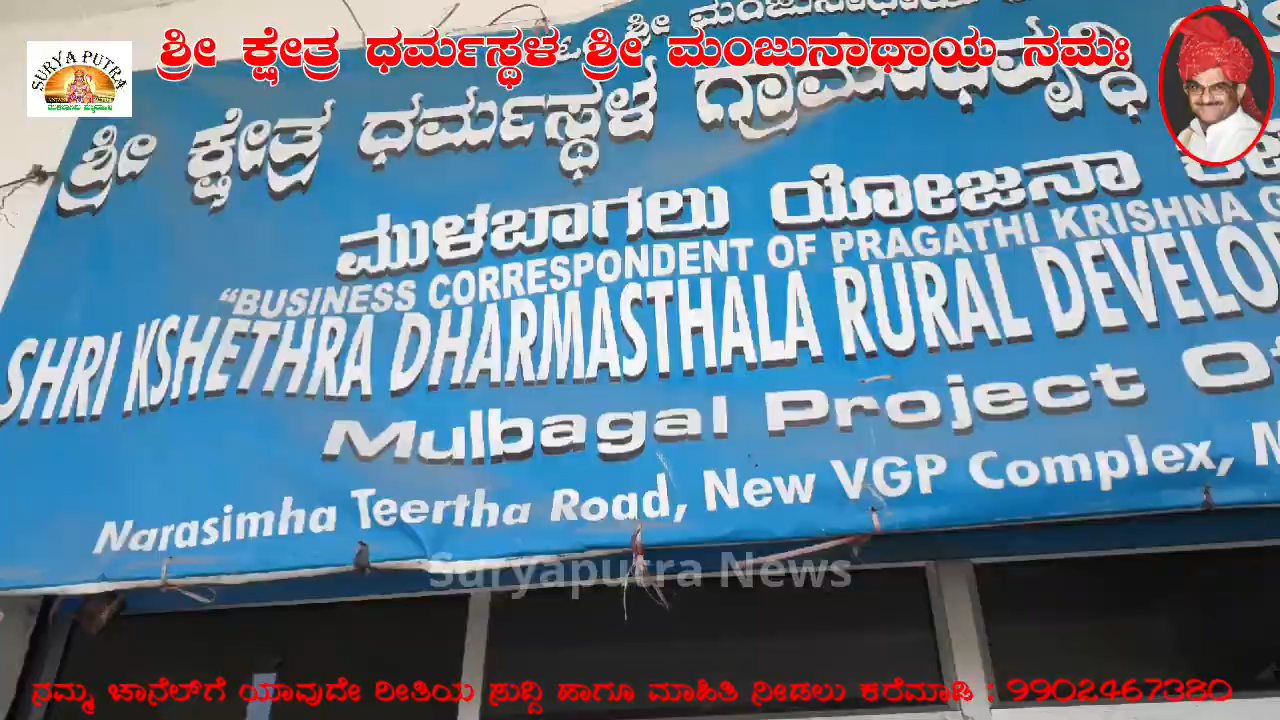 ಶ್ರೀ ಕ್ಷೇತ್ರ ಧರ್ಮಸ್ಥಳ ಶ್ರೀ ಮಂಜುನಾಥಾಯ ನಮಃ
SURYA PUTRA
ಶ್ರೀ ಮಂಜುನಾಥಾಯ
ಶ್ರೀ ಕ್ಷೇತ್ರ ಧರ್ಮಸ್ಥಳ ಗ್ರಾಮಾಭಿವೃದ್ಧಿ
ಮುಳಬಾಗಲು ಯೋಜನಾ
"BUSINESS CORRESPONDENT OF PRAGATHI KRISHNA G
SHRI KSHETHRA DHARMASTHALA RURAL DEVELO
Mulbagal Project Of
Narasimha Teertha Road, New VGP Complex, M
Suryaputra News
ನಮ್ಮ ಚಾನೆಲ್‌ಗೆ ಯಾವುದೇ ರೀತಿಯ ಸುದ್ದಿ ಹಾಗೂ ಮಾಹಿತಿ ನೀಡಲು ಕರೆಮಾಡಿ : 9902467380